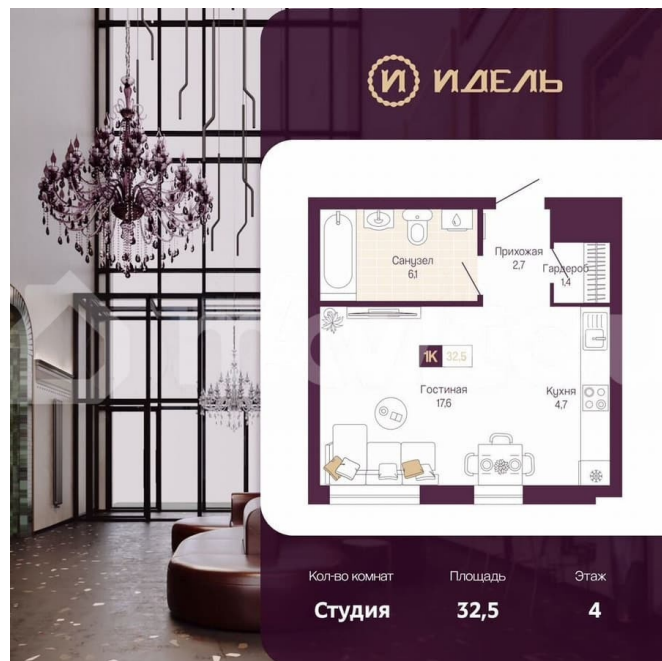 И ИДЕЛЬ
Санузел
6,1
Прихожая
2,7
Гардероб
1,4
1К 32,5
Гостиная
17,6
Кухня
4,7
Кол-во комнат Площадь Этаж
Студия 32,5 4